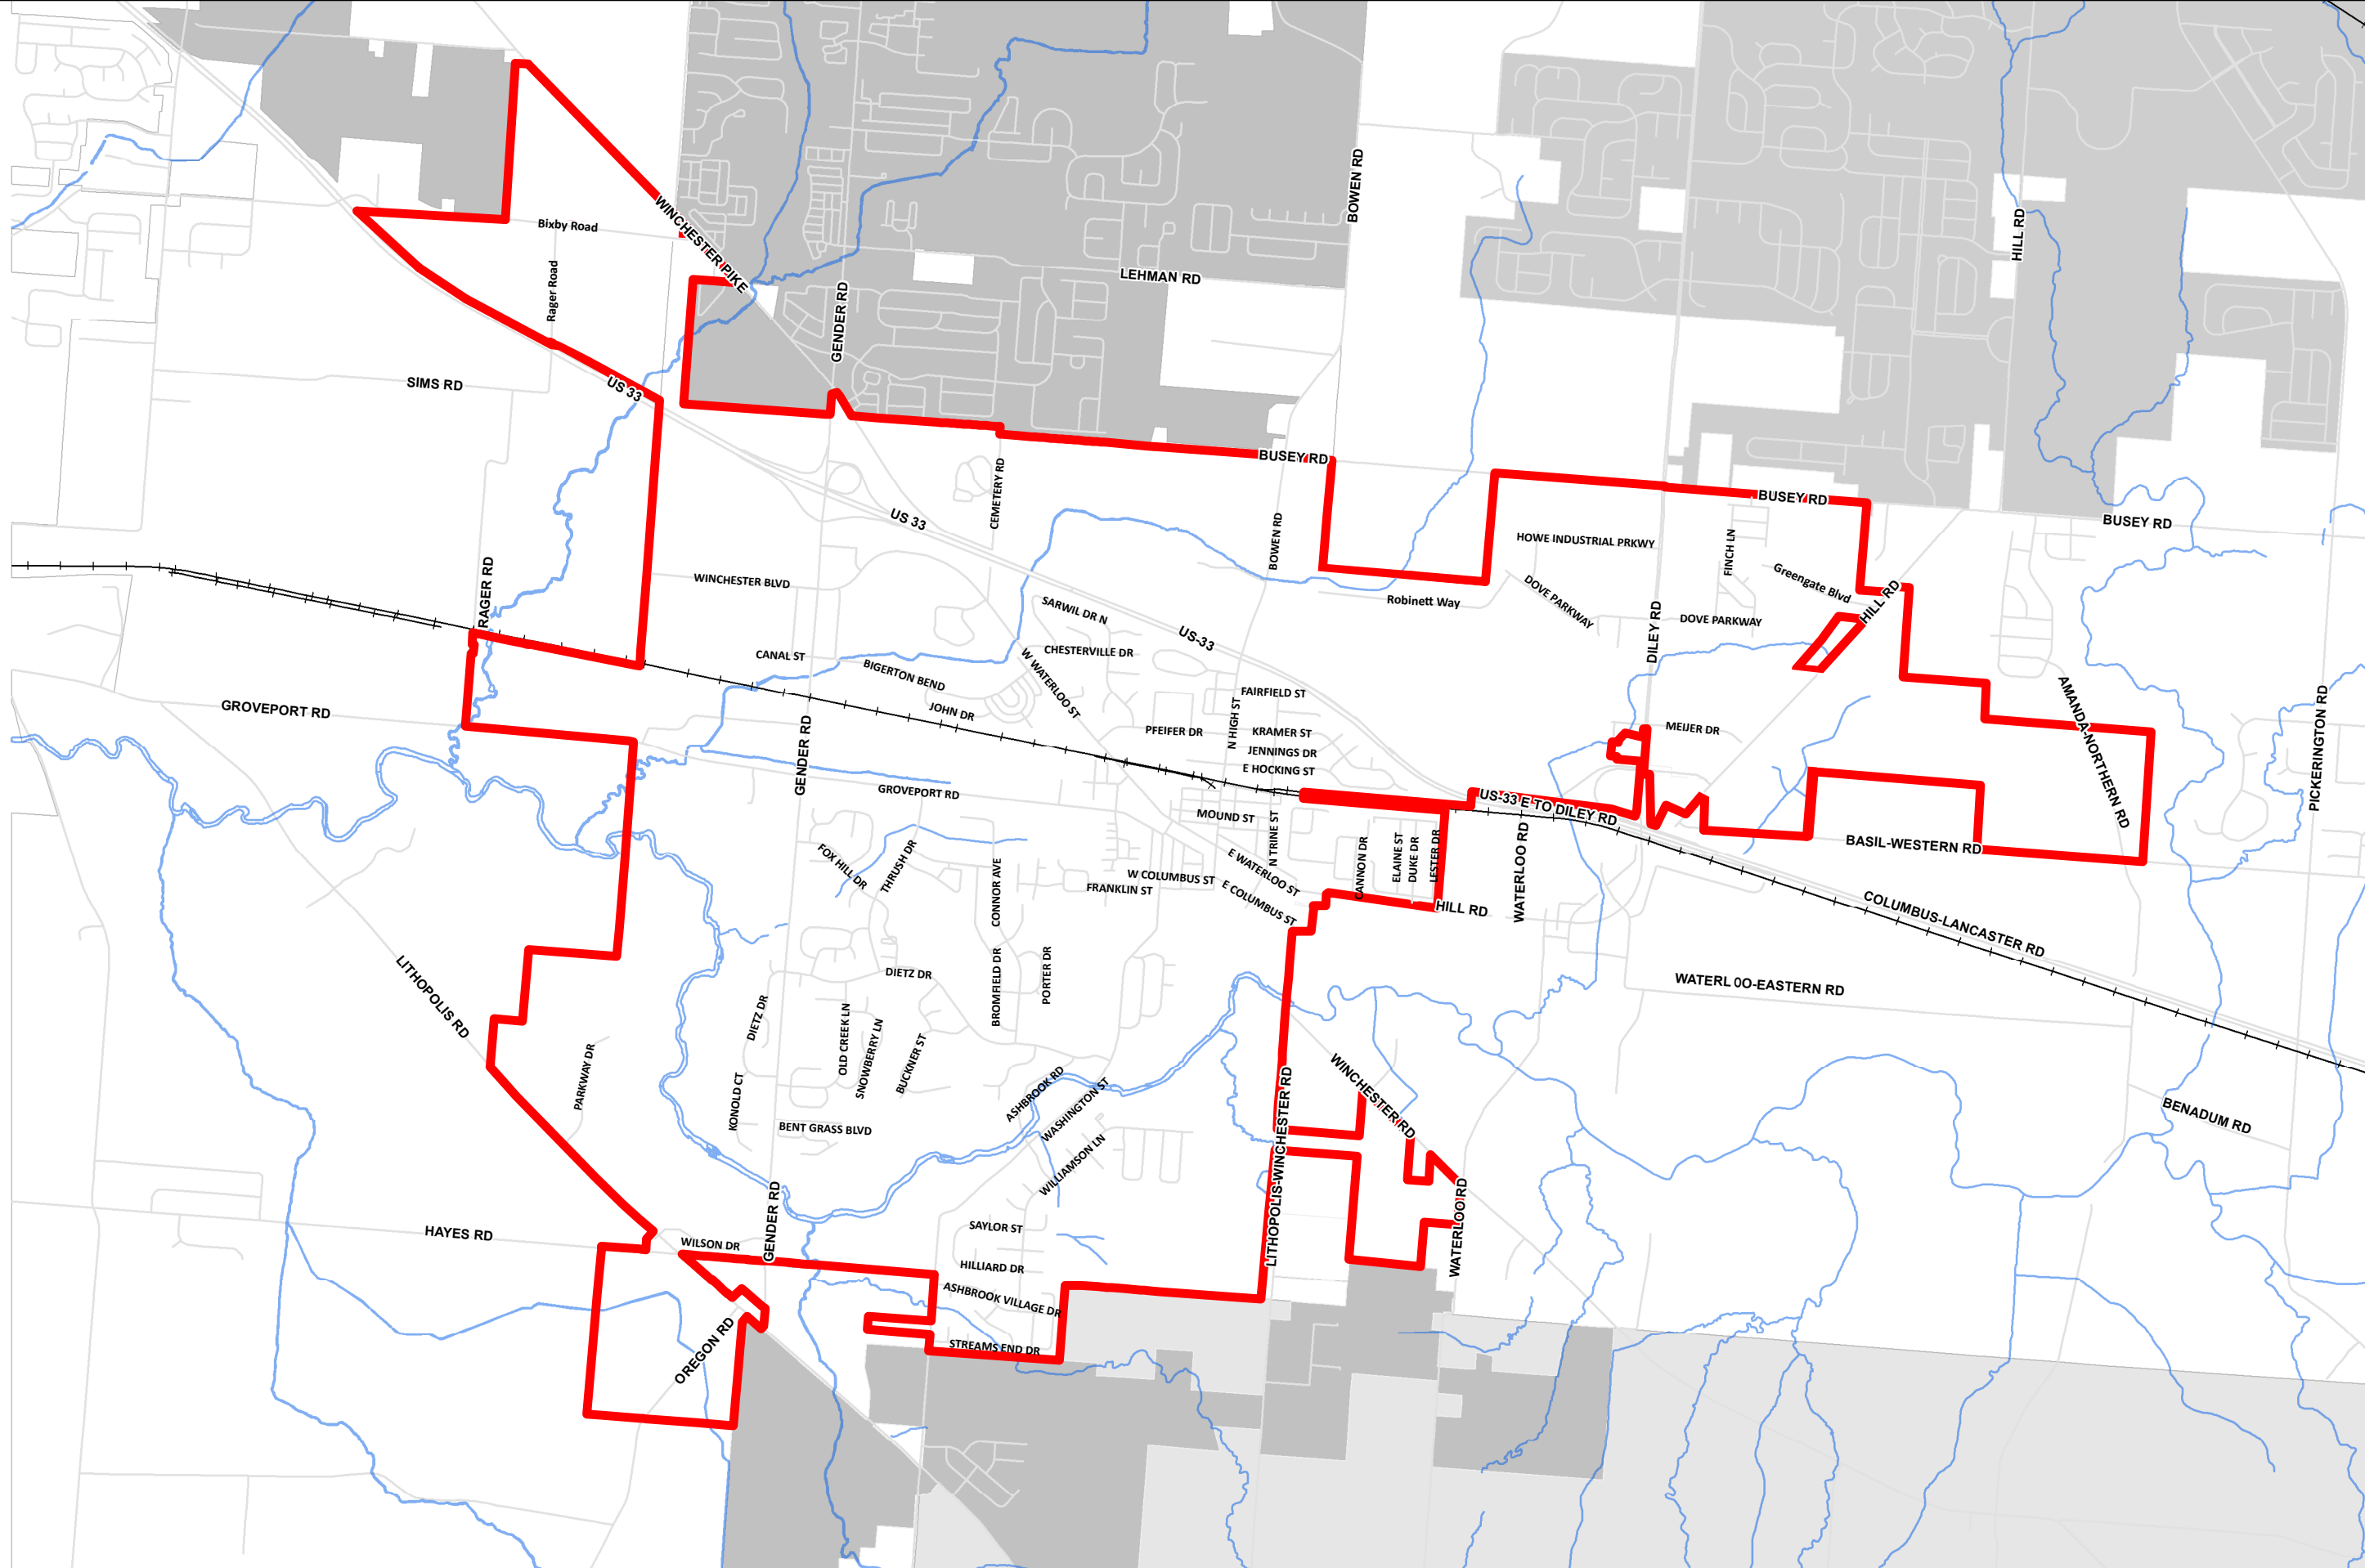 BOWEN RD
HILL RD
WINCHESTER PIKE
Bixby Road
Rager Road
LEHMAN RD
GENDER RD
SIMS RD
US 33
BUSEY RD
BUSEY RD
BUSEY RD
CEMETERY RD
US 33
BOWEN RD
HOWE INDUSTRIAL PRKWY
FINCH LN
Greengate Blvd
RAGER RD
WINCHESTER BLVD
DOVE PARKWAY
Robinett Way
HILL RD
SARWIL DR N
DOVE PARKWAY
US-33
DILEY RD
CHESTERVILLE DR
CANAL ST
BIGERTON BEND
W WATERLOO ST
FAIRFIELD ST
AMANDA-NORTHERN RD
PICKERINGTON RD
GROVEPORT RD
JOHN DR
N HIGH ST
PFEIFER DR
KRAMER ST
MEIJER DR
JENNINGS DR
E HOCKING ST
GENDER RD
GROVEPORT RD
US-33 E TO DILEY RD
MOUND ST
N TRINE ST
WATERLOO RD
BASIL-WESTERN RD
FOX HILL DR
THRUSH DR
CONNOR AVE
W COLUMBUS ST
FRANKLIN ST
E WATERLOO ST
E COLUMBUS ST
CANNON DR
ELAINE ST
DUKE DR
LESTER DR
HILL RD
COLUMBUS-LANCASTER RD
LITHOPOLIS RD
DIETZ DR
BROMFIELD DR
PORTER DR
WATERL OO-EASTERN RD
DIETZ DR
OLD CREEK LN
SNOWBERRY LN
BUCKNER ST
PARKWAY DR
KONOLD CT
BENT GRASS BLVD
ASHBROOK RD
WASHINGTON ST
WILLIAMSON LN
LITHOPOLIS-WINCHESTER RD
WINCHESTER RD
BENADUM RD
HAYES RD
WILSON DR
GENDER RD
SAYLOR ST
HILLIARD DR
ASHBROOK VILLAGE DR
STREAMS END DR
WATERLOO RD
OREGON RD